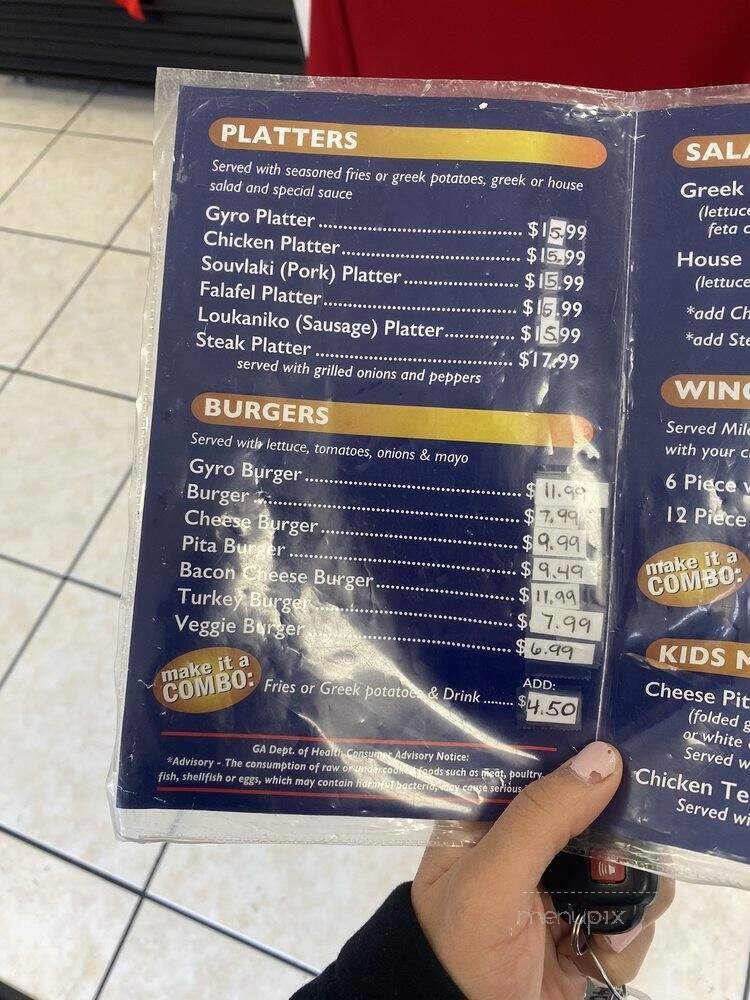 PLATTERS
Served with seasoned fries or greek potatoes, greek or house
salad and special sauce
Gyro Platter ........ $15.99
Chicken Platter ........ $15.99
Souvlaki (Pork) Platter ........ $15.99
Falafel Platter ........ $15.99
Loukaniko (Sausage) Platter ........ $15.99
Steak Platter ........ $17.99
served with grilled onions and peppers
BURGERS
Served with lettuce, tomatoes, onions & mayo
Gyro Burger ........ $11.99
Burger ........ $7.99
Cheese Burger ........ $9.99
Pita Burger ........ $9.49
Bacon Cheese Burger ........ $11.99
Turkey Burger ........ $7.99
Veggie Burger ........ $6.99
make it a
COMBO:
ADD:
Fries or Greek potatoes & Drink ........ $4.50
GA Dept. of Health Consumer Advisory Notice:
*Advisory - The consumption of raw or undercooked foods such as meat, poultry,
fish, shellfish or eggs, which may contain harmful bacteria, may cause serious
SALA
Greek
(lettuce
feta c
House
(lettuce
*add Ch
*add Ste
WING
Served Mild
with your c
6 Piece w
12 Piece
make it a
COMBO:
KIDS M
Cheese Pit
(folded g
or white
Served w
Chicken Te
Served wi
menupix